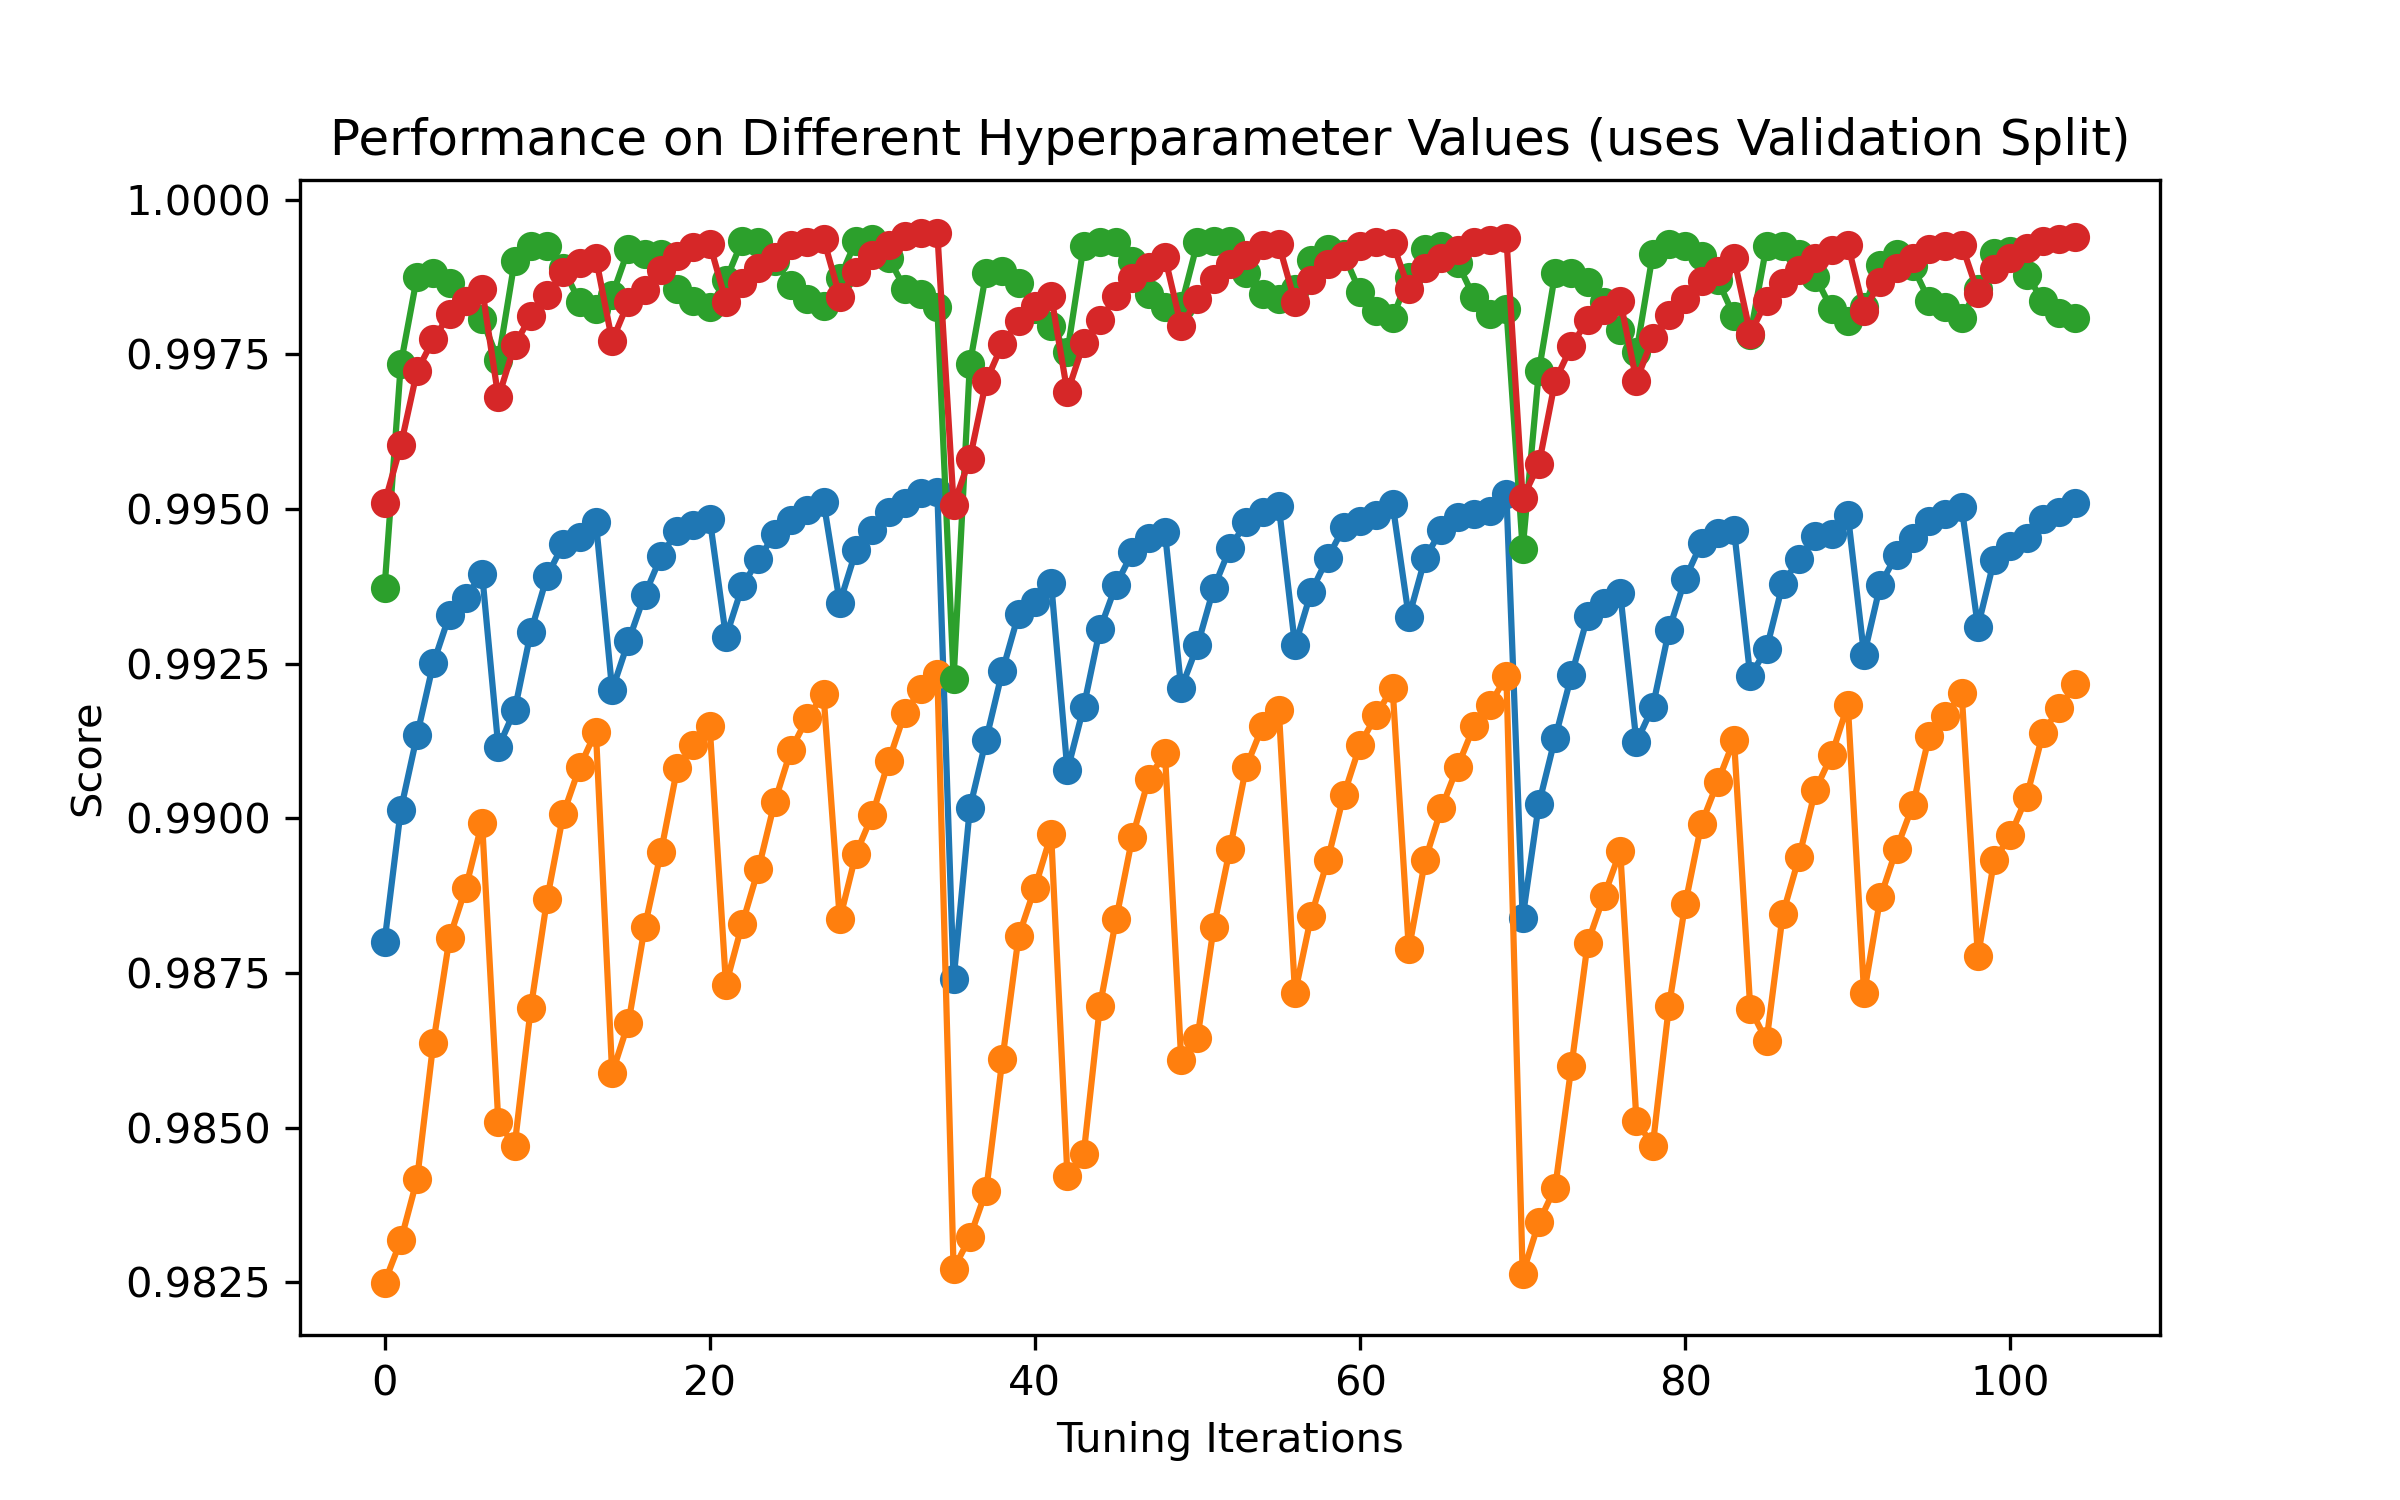 Performance on Different Hyperparameter Values (uses Validation Split)
1.0000
0.9975
0.9950
0.9925
0.9900
0.9875
0.9850
0.9825
Score
0 20 40 60 80 100
Tuning Iterations